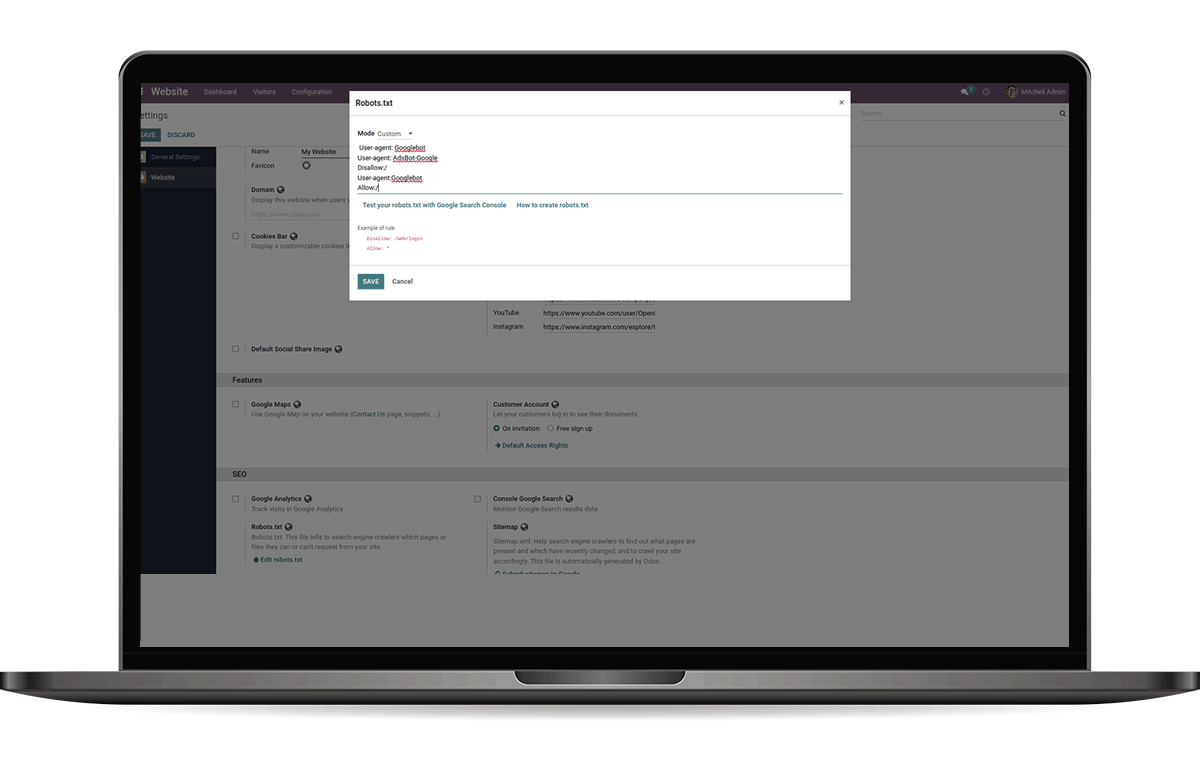 Website Dashboard Visitors Configuration
5 Mitchell Admin
ettings
Search
SAVE DISCARD
General Settings
Website
Name My Website
Favicon
Domain
Display this website when users
https://www.odoo.com
Cookies Bar
Display a customizable cookies b
Robots.txt ×
Mode Custom
User-agent: Googlebot
User-agent: AdsBot-Google
Disallow:/
User-agent:Googlebot
Allow:/
Test your robots.txt with Google Search Console How to create robots.txt
Example of rule:
Disallow: /web/login
Allow: *
SAVE Cancel
YouTube https://www.youtube.com/user/Openl
Instagram https://www.instagram.com/explore/t
Default Social Share Image
Features
Google Maps
Use Google Map on your website (Contact Us page, snippets, ...)
Customer Account
Let your customers log in to see their documents
On invitation Free sign up
Default Access Rights
SEO
Google Analytics
Track visits in Google Analytics
Console Google Search
Monitor Google Search results data
Robots.txt
Robots.txt: This file tells to search engine crawlers which pages or
files they can or can't request from your site.
Edit robots.txt
Sitemap
Sitemap.xml: Help search engine crawlers to find out what pages are
present and which have recently changed, and to crawl your site
accordingly. This file is automatically generated by Odoo.
Submit sitemap to Google